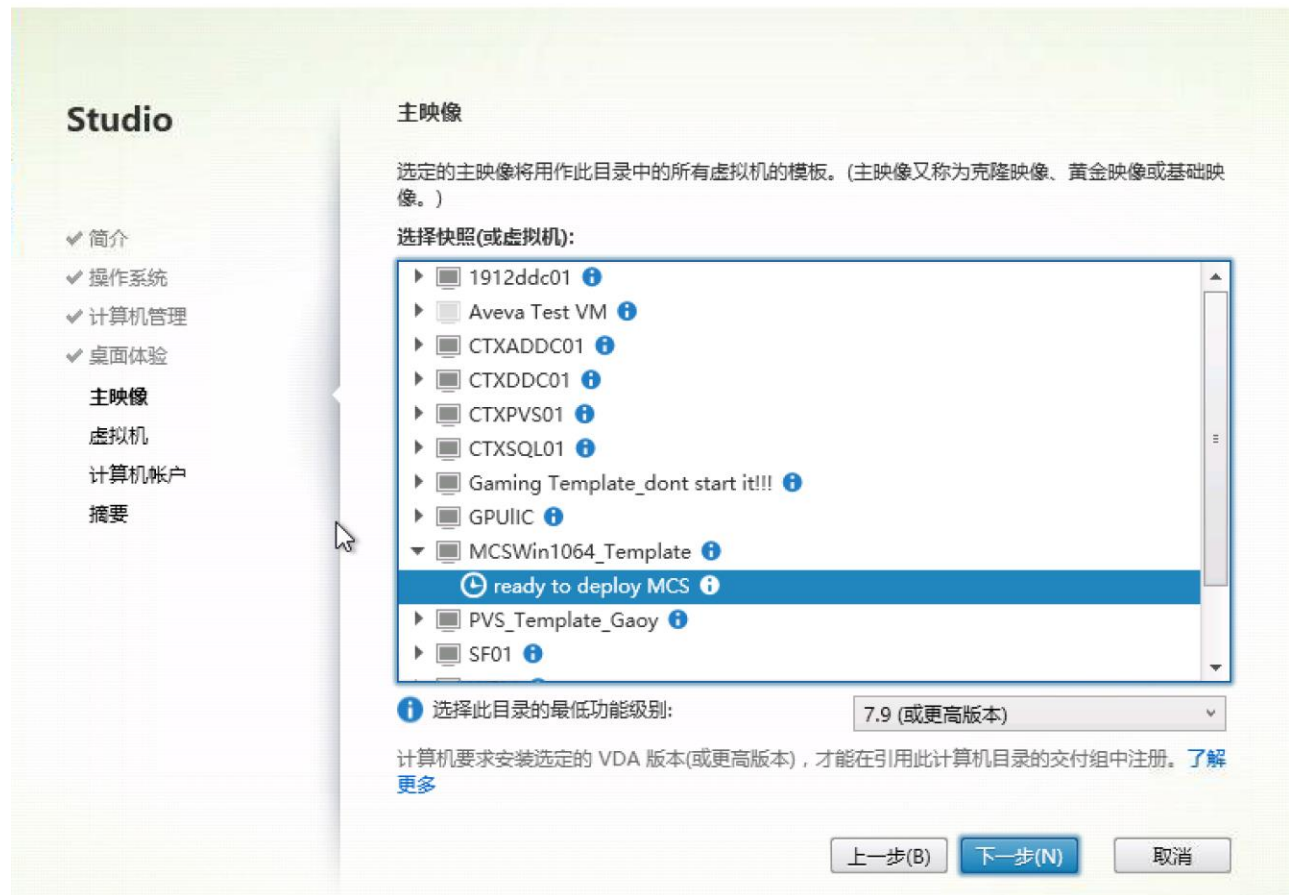 Studio
简介
操作系统
计算机管理
桌面体验
主映像
虚拟机
计算机帐户
摘要
主映像
选定的主映像将用作此目录中的所有虚拟机的模板。(主映像又称为克隆映像、黄金映像或基础映
像。)
选择快照(或虚拟机):
1912ddc01
Aveva Test VM
CTXADDC01
CTXDDC01
CTXPVS01
CTXSQL01
Gaming Template_dont start it!!!
GPUlIC
MCSWin1064_Template
ready to deploy MCS
PVS_Template_Gaoy
SF01
选择此目录的最低功能级别:
7.9 (或更高版本)
计算机要求安装选定的 VDA 版本(或更高版本)，才能在引用此计算机目录的交付组中注册。了解
更多
上一步(B)
下一步(N)
取消